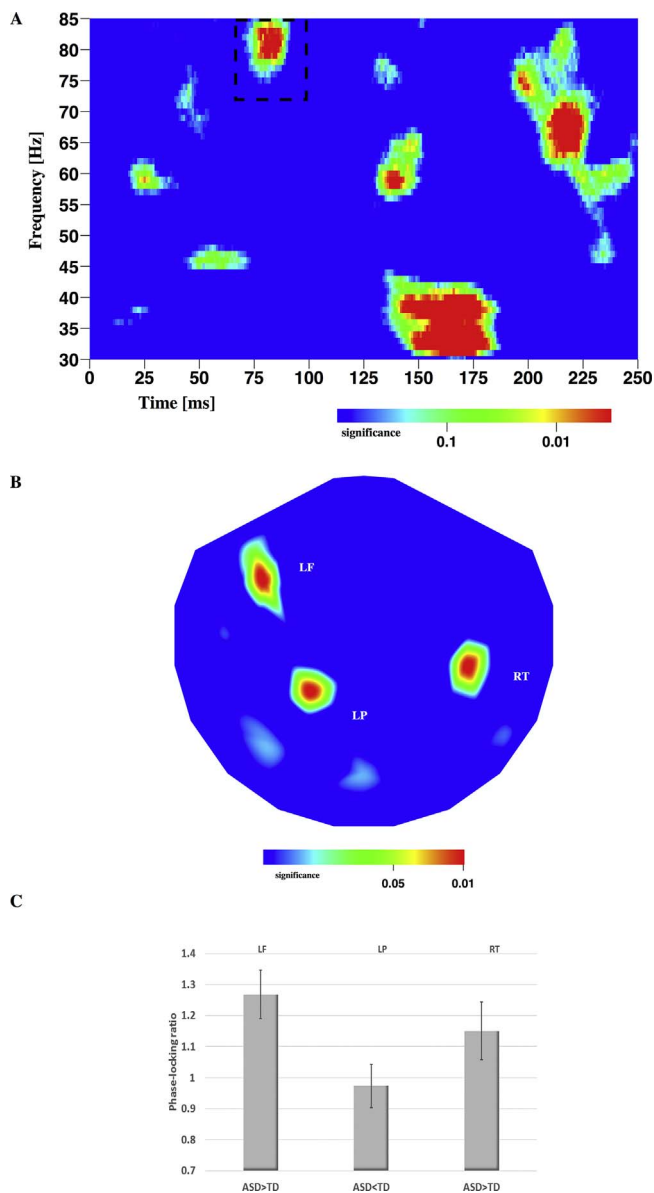 A
85
80
75
70
65
60
55
50
45
40
35
30
Frequency [Hz]
0 25 50 75 100 125 150 175 200 225 250
Time [ms]
significance 0.1 0.01
B
LF
RT
LP
significance 0.05 0.01
C
LF LP RT
1.4
1.3
1.2
1.1
1
0.9
0.8
0.7
Phase-locking ratio
ASD>TD ASD<TD ASD>TD